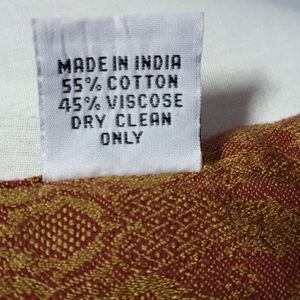 MADE IN INDIA
55% COTTON
45% VISCOSE
DRY CLEAN
ONLY